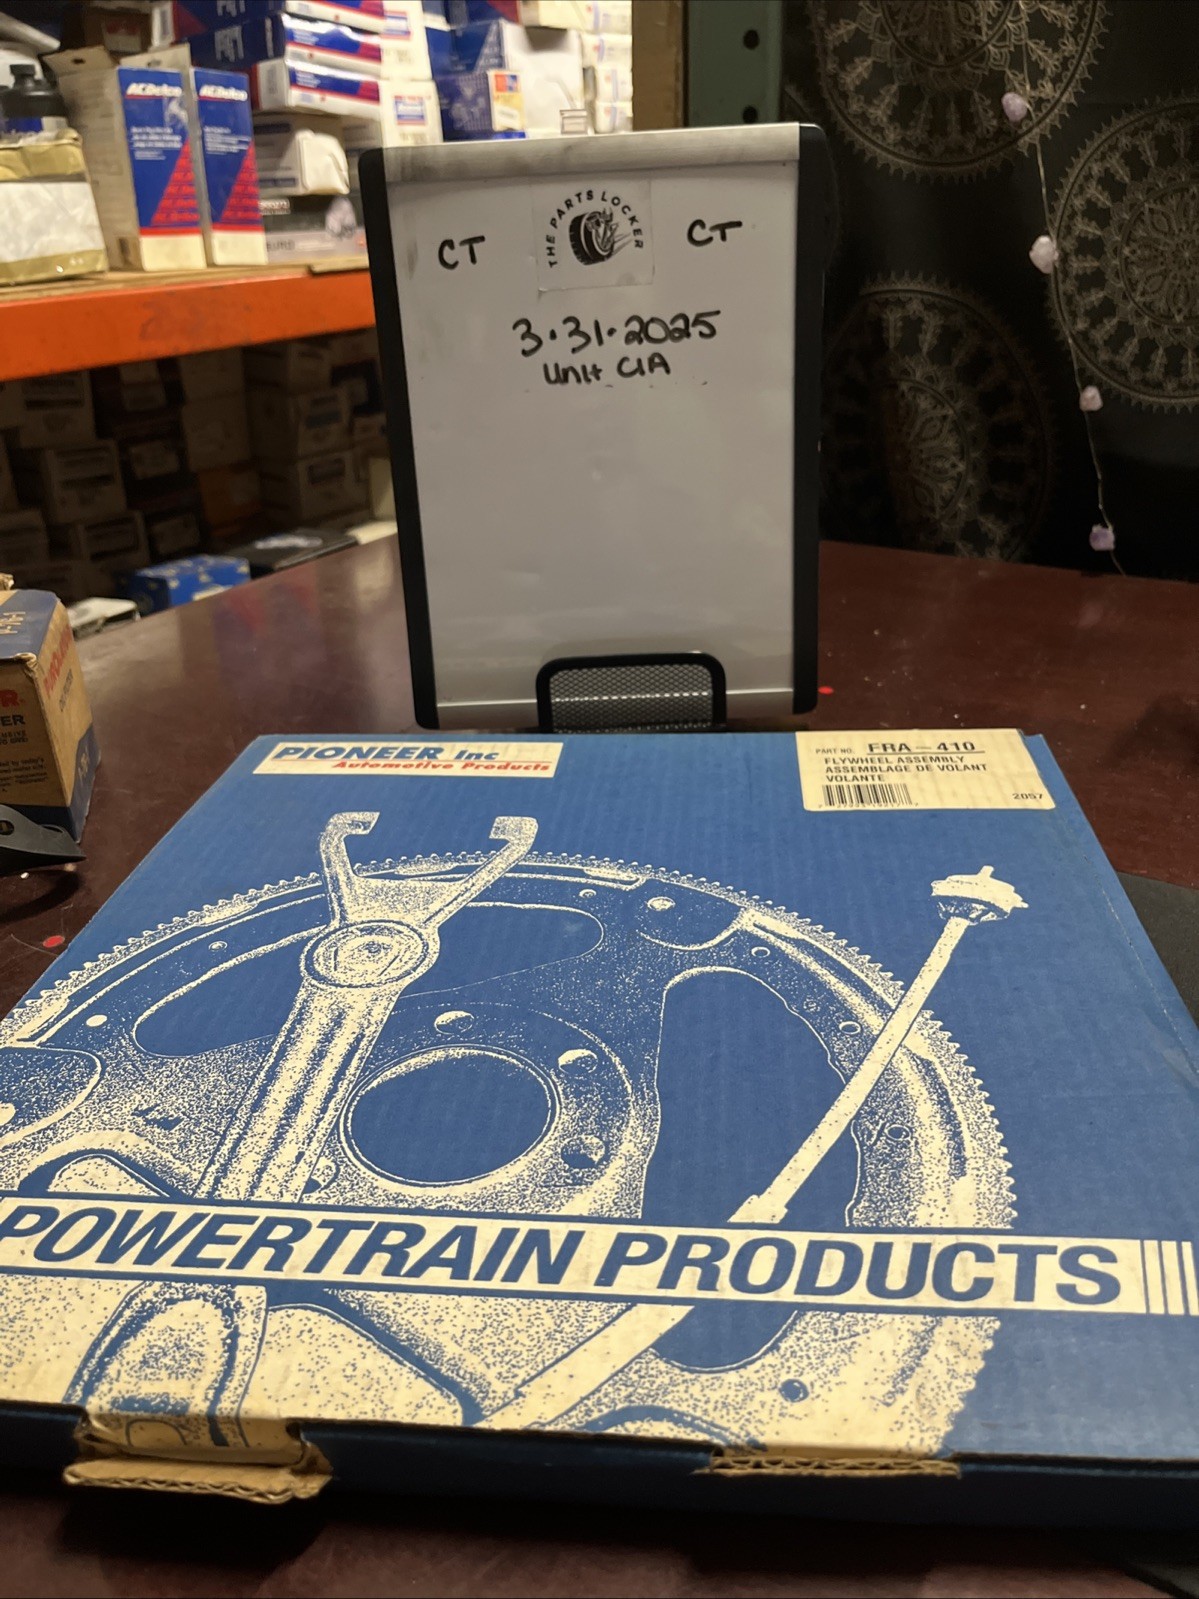 ACDelco
ACDelco
THE PARTS LOCKER
CT
CT
3.31.2025
Unit C1A
PIONEER Inc
Automotive Products
PART NO. FRA-410
FLYWHEEL ASSEMBLY
ASSEMBLAGE DE VOLANT
VOLANTE
2057
POWERTRAIN PRODUCTS